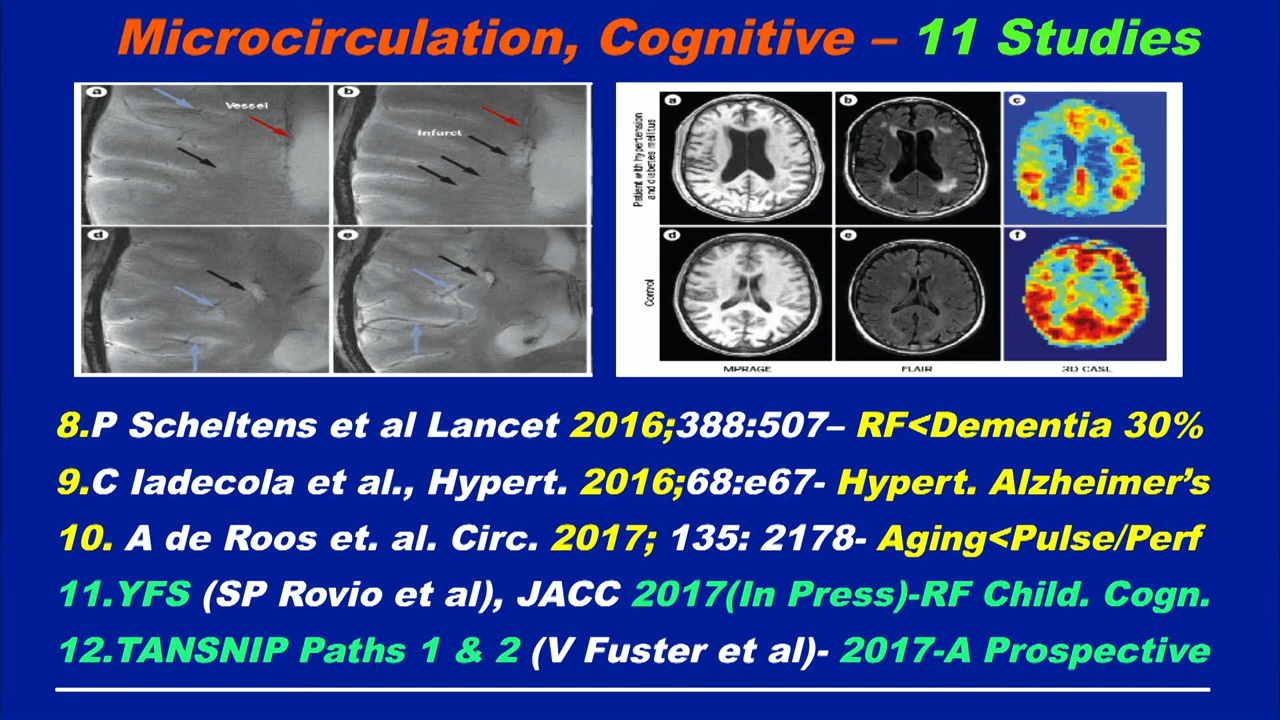 Microcirculation, Cognitive – 11 Studies
a
Vessel
b
Infarct
d
e
Patient with hypertension
and diabetes mellitus
Control
a
b
c
d
e
f
MPRAGE
FLAIR
3D CASL
8.P Scheltens et al Lancet 2016;388:507– RF<Dementia 30%
9.C Iadecola et al., Hypert. 2016;68:e67- Hypert. Alzheimer’s
10. A de Roos et. al. Circ. 2017; 135: 2178- Aging<Pulse/Perf
11.YFS (SP Rovio et al), JACC 2017(In Press)-RF Child. Cogn.
12.TANSNIP Paths 1 & 2 (V Fuster et al)- 2017-A Prospective